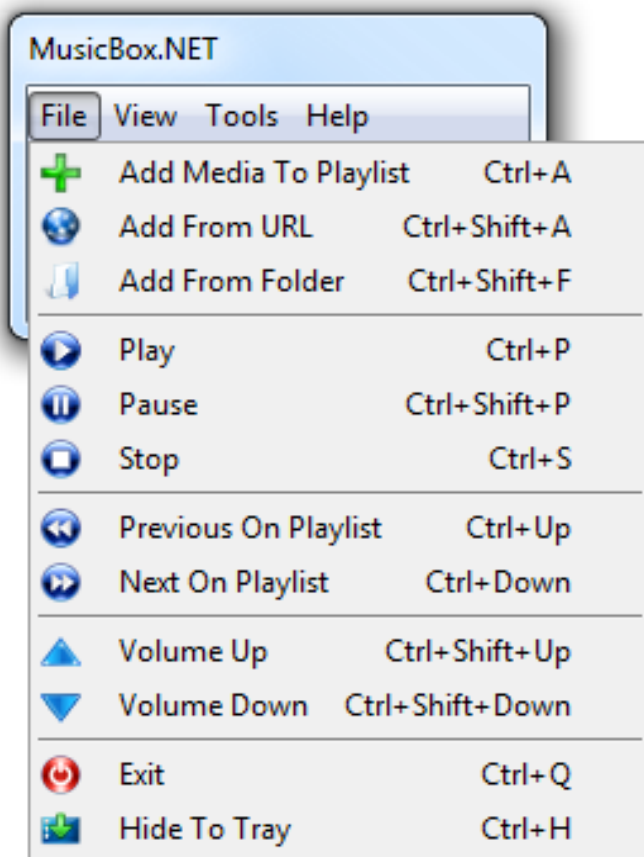 MusicBox.NET
File View Tools Help
Add Media To Playlist Ctrl+A
Add From URL Ctrl+Shift+A
Add From Folder Ctrl+Shift+F
Play Ctrl+P
Pause Ctrl+Shift+P
Stop Ctrl+S
Previous On Playlist Ctrl+Up
Next On Playlist Ctrl+Down
Volume Up Ctrl+Shift+Up
Volume Down Ctrl+Shift+Down
Exit Ctrl+Q
Hide To Tray Ctrl+H